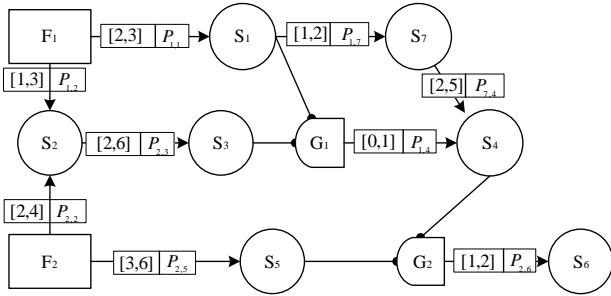 F₁ [2,3] P₁,₁ S₁ [1,2] P₁,₇ S₇
[1,3] P₁,₂ [2,5] P₇,₄
S₂ [2,6] P₂,₃ S₃ G₁ [0,1] P₁,₄ S₄
[2,4] P₂,₂
F₂ [3,6] P₂,₅ S₅ G₂ [1,2] P₂,₆ S₆